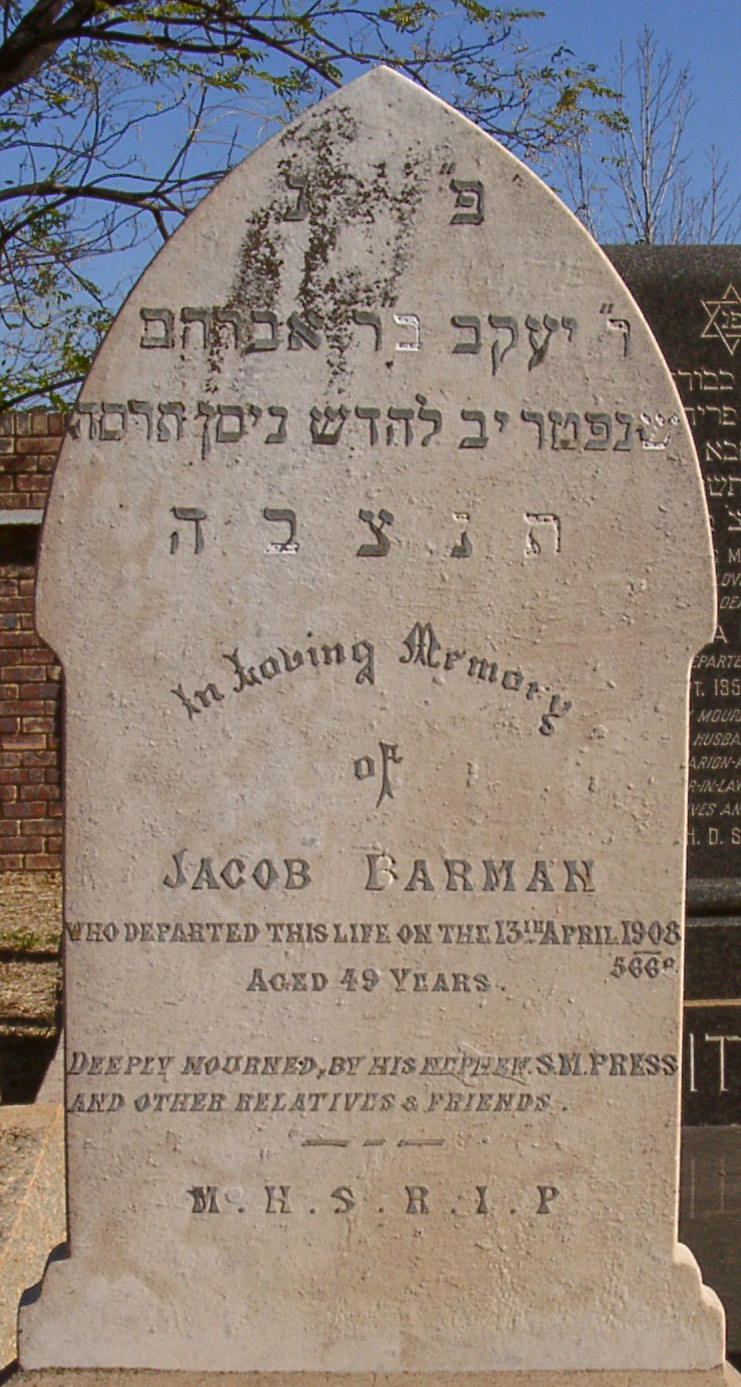 פ"נ
ר" יעקב בר אברהם
שנפטר יב לחדש ניסן תרסח
ת נ צ ב ה
In Loving Memory
of
JACOB BARMAN
WHO DEPARTED THIS LIFE ON THE 13TH APRIL 1908
5668
AGED 49 YEARS.
DEEPLY MOURNED, BY HIS NEPHEW. S.M. PRESS
AND OTHER RELATIVES & FRIENDS.
M. H. S. R. I. P